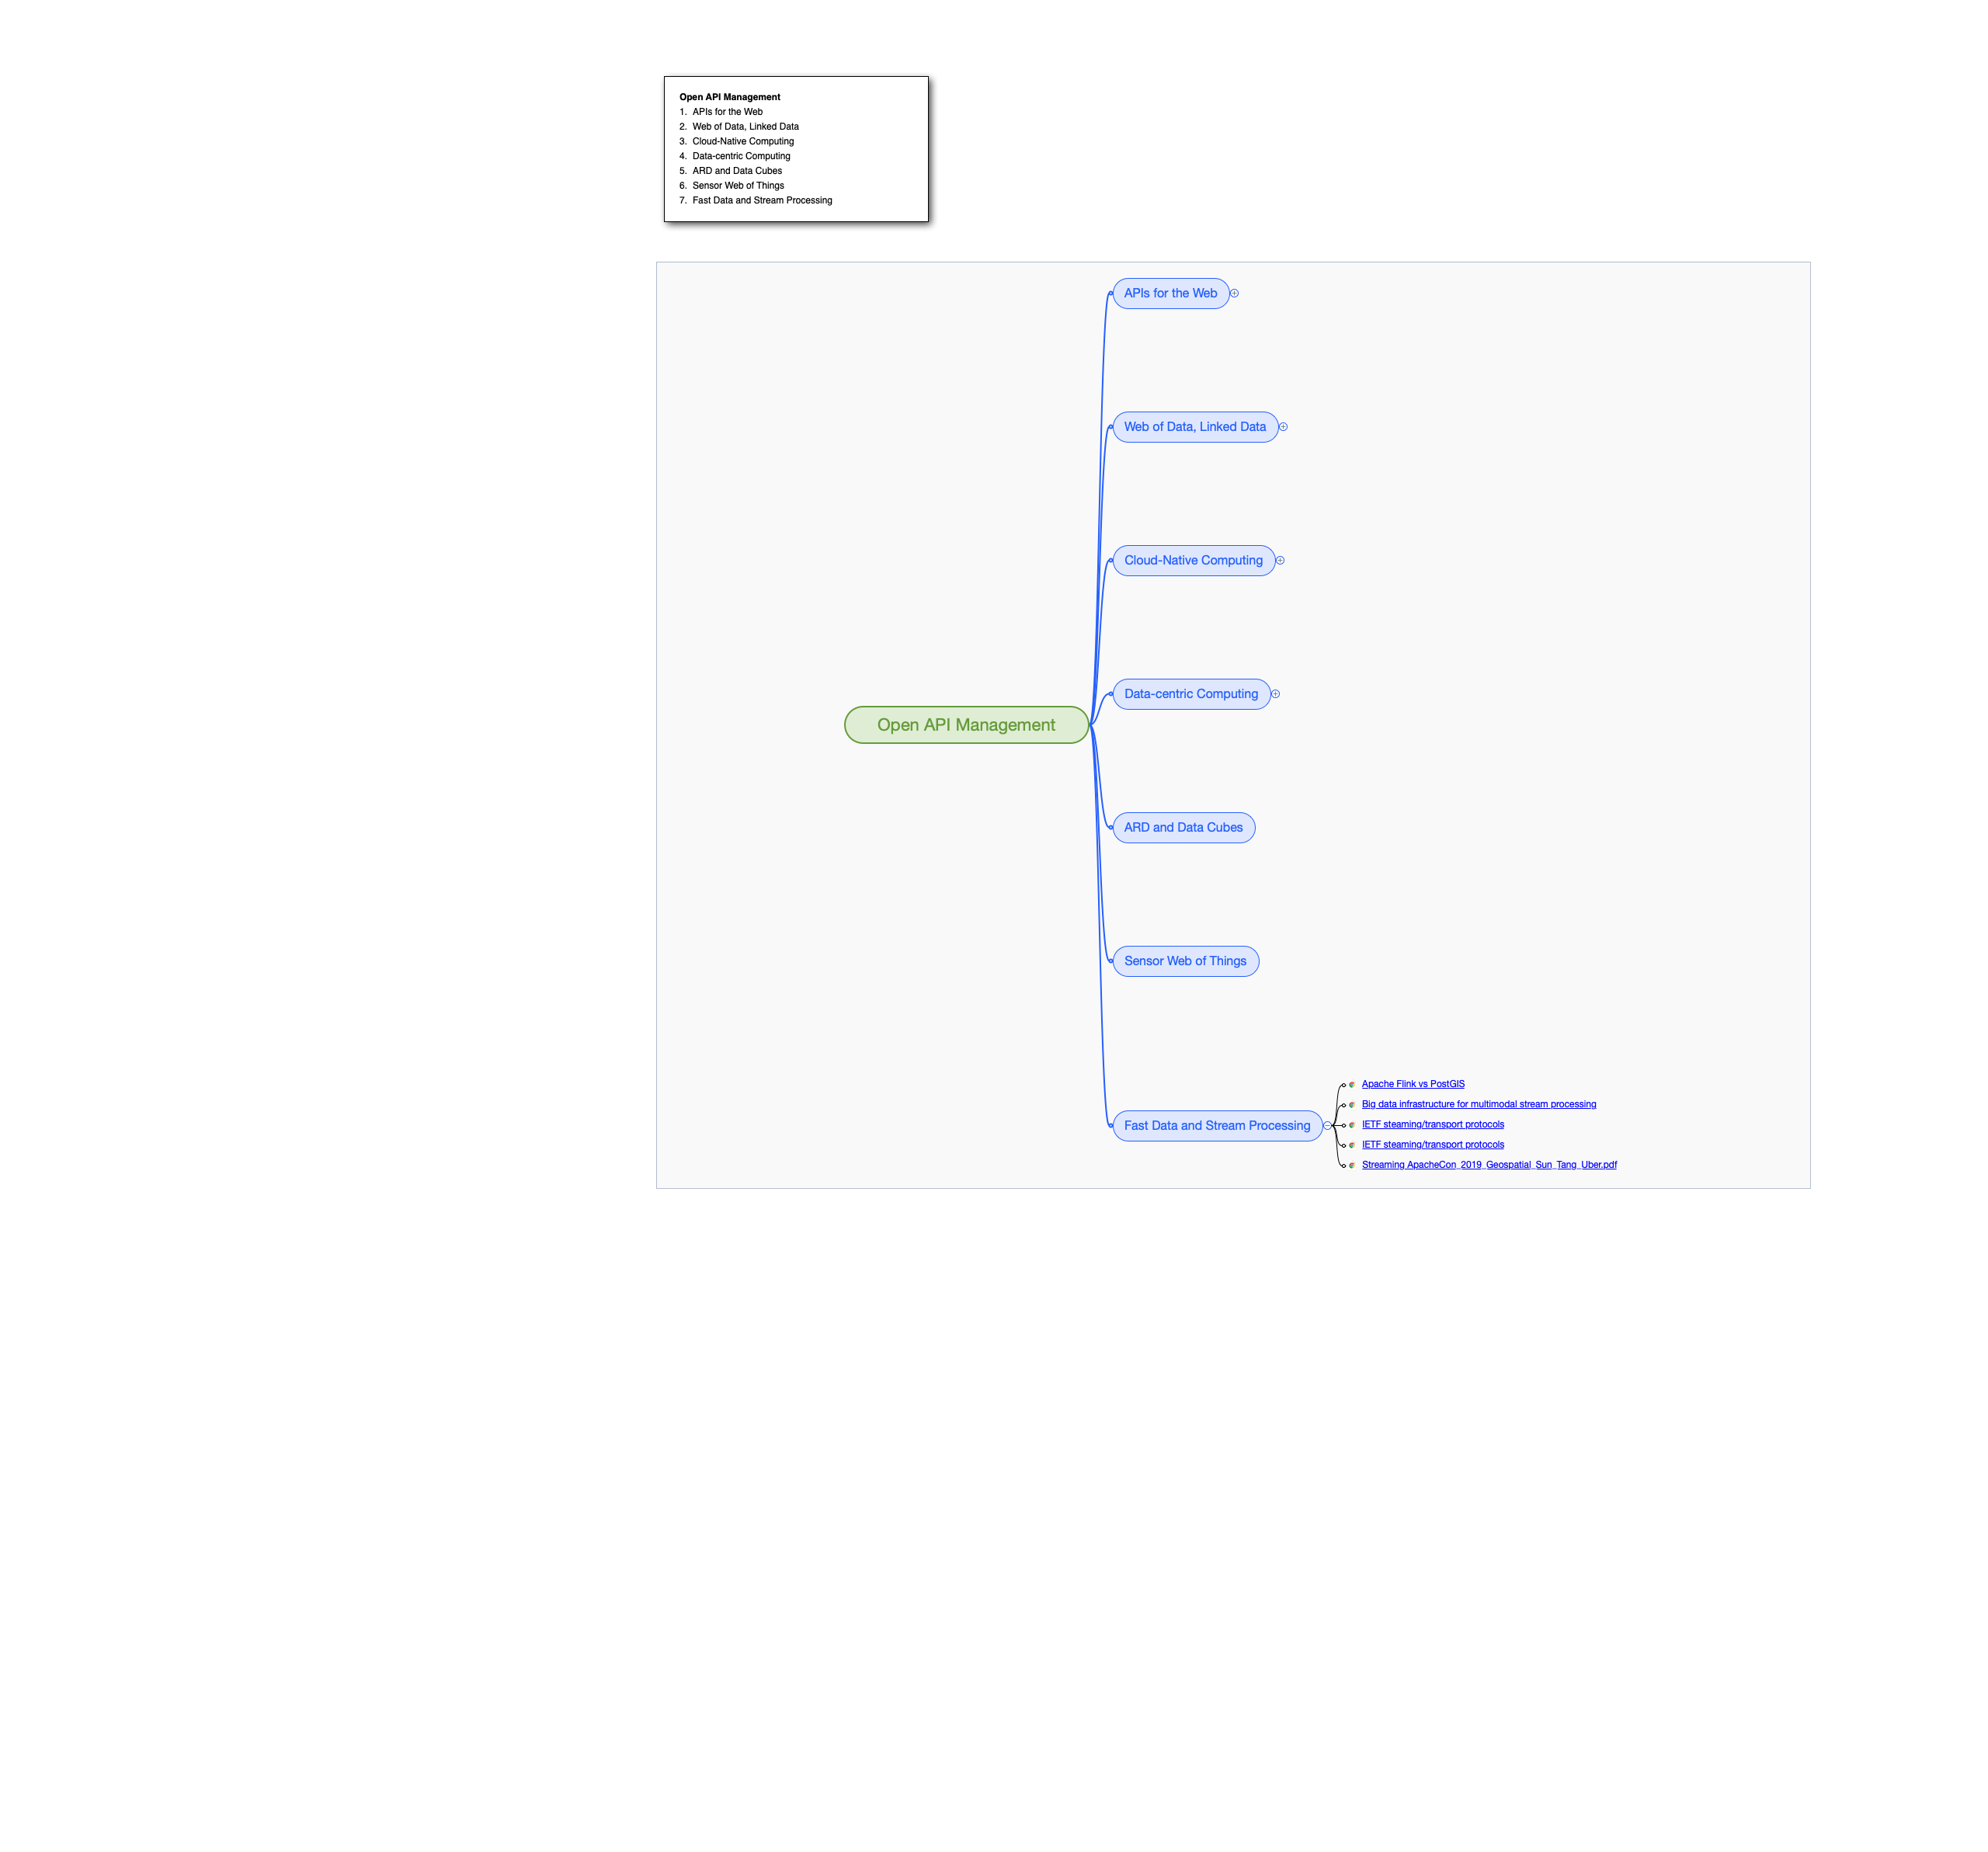 Open API Management
1. APIs for the Web
2. Web of Data, Linked Data
3. Cloud-Native Computing
4. Data-centric Computing
5. ARD and Data Cubes
6. Sensor Web of Things
7. Fast Data and Stream Processing
APIs for the Web
Web of Data, Linked Data
Cloud-Native Computing
Data-centric Computing
Open API Management
ARD and Data Cubes
Sensor Web of Things
Fast Data and Stream Processing
Apache Flink vs PostGIS
Big data infrastructure for multimodal stream processing
IETF steaming/transport protocols
IETF steaming/transport protocols
Streaming ApacheCon_2019_Geospatial_Sun_Tang_Uber.pdf